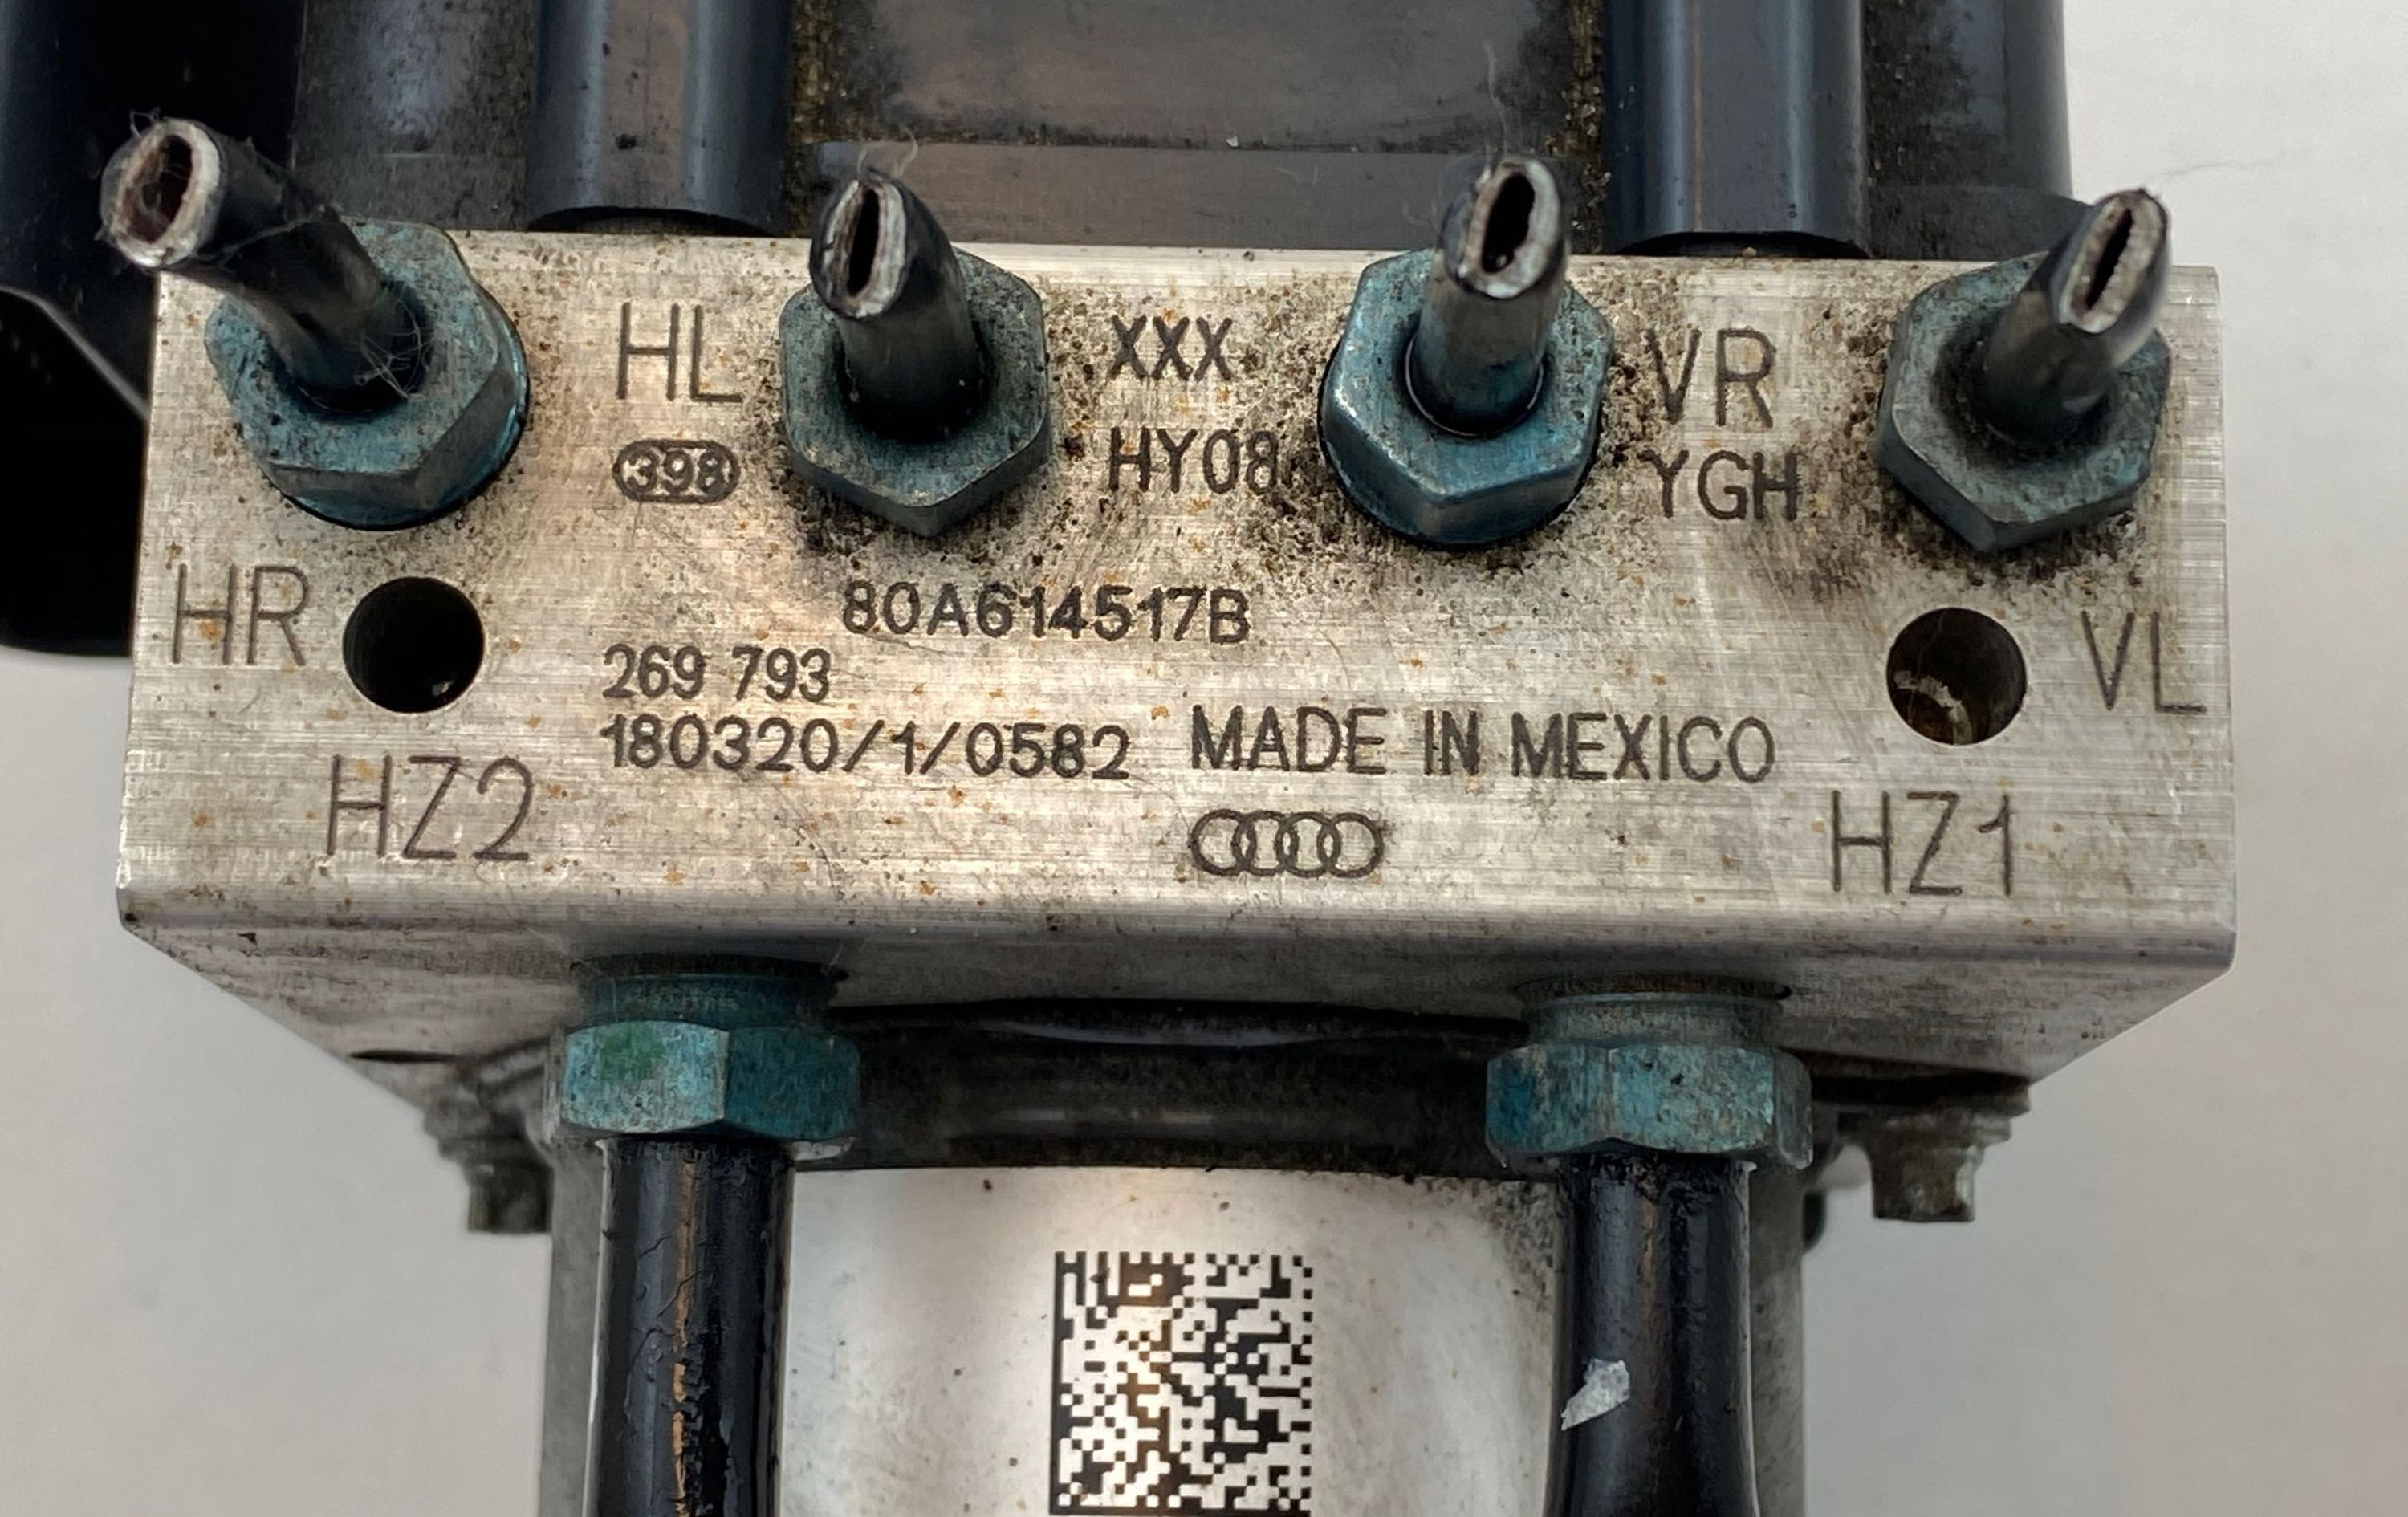 HL
XXX
VR
398
HY08
YGH
HR
80A614517B
VL
269 793
180320/1/0582
MADE IN MEXICO
HZ2
HZ1